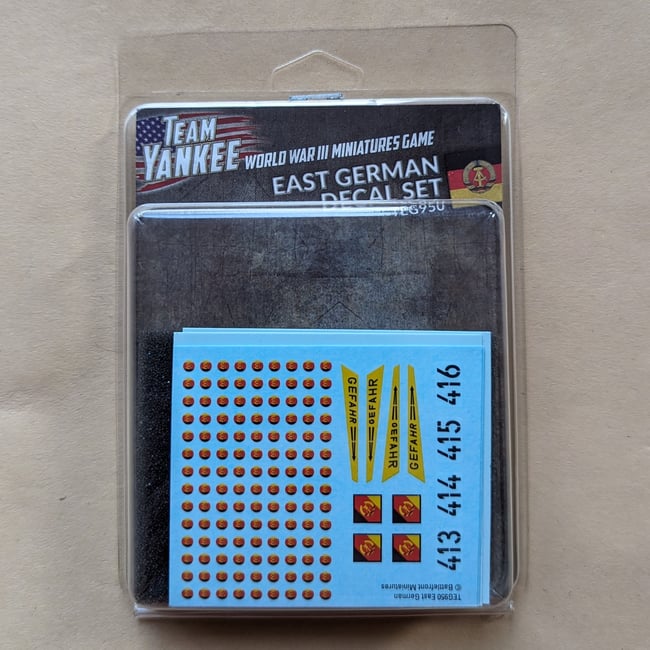 TEAM
YANKEE
WORLD WAR III MINIATURES GAME
EAST GERMAN
DECAL SET
TEG950
GEFAHR
GEFAHR
GEFAHR
GEFAHR
416
415
414
413
TEG950 East German
© Battlefront Miniatures